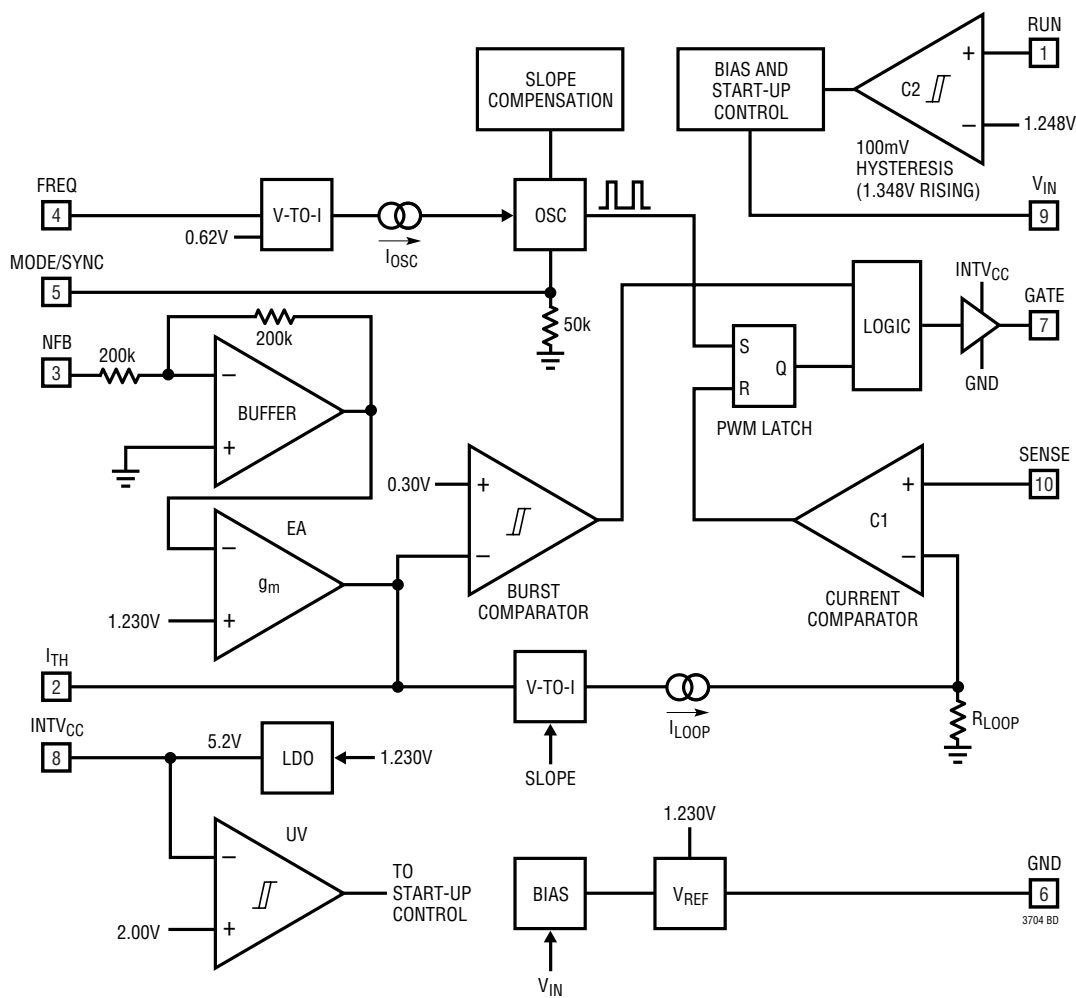 RUN
1
SLOPE
COMPENSATION
BIAS AND
START-UP
CONTROL
+
C2
–
1.248V
100mV
HYSTERESIS
(1.348V RISING)
VIN
9
FREQ
4
V-TO-I
0.62V
IOSC
OSC
MODE/SYNC
5
50k
INTVCC
GATE
7
LOGIC
GND
NFB
3
200k
200k
–
BUFFER
+
S
R
Q
PWM LATCH
SENSE
10
0.30V
+
–
BURST
COMPARATOR
+
C1
–
CURRENT
COMPARATOR
EA
–
gm
+
1.230V
ITH
2
V-TO-I
SLOPE
ILOOP
RLOOP
INTVCC
8
5.2V
LDO
1.230V
UV
–
+
2.00V
TO
START-UP
CONTROL
1.230V
BIAS
VREF
VIN
GND
6
3704 BD